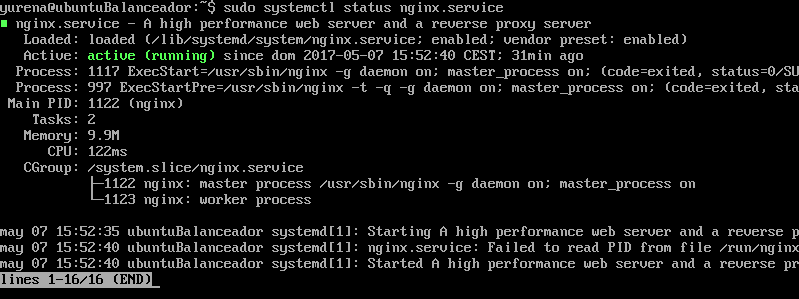 yurena@ubuntuBalanceador:~$ sudo systemctl status nginx.service
nginx.service - A high performance web server and a reverse proxy server
Loaded: loaded (/lib/systemd/system/nginx.service; enabled; vendor preset: enabled)
Active: active (running) since dom 2017-05-07 15:52:40 CEST; 31min ago
Process: 1117 ExecStart=/usr/sbin/nginx -g daemon on; master_process on; (code=exited, status=0/SU
Process: 997 ExecStartPre=/usr/sbin/nginx -t -q -g daemon on; master_process on; (code=exited, sta
Main PID: 1122 (nginx)
Tasks: 2
Memory: 9.9M
CPU: 122ms
CGroup: /system.slice/nginx.service
├─1122 nginx: master process /usr/sbin/nginx -g daemon on; master_process on
└─1123 nginx: worker process
may 07 15:52:35 ubuntuBalanceador systemd[1]: Starting A high performance web server and a reverse p
may 07 15:52:40 ubuntuBalanceador systemd[1]: nginx.service: Failed to read PID from file /run/nginx
may 07 15:52:40 ubuntuBalanceador systemd[1]: Started A high performance web server and a reverse pr
lines 1-16/16 (END)